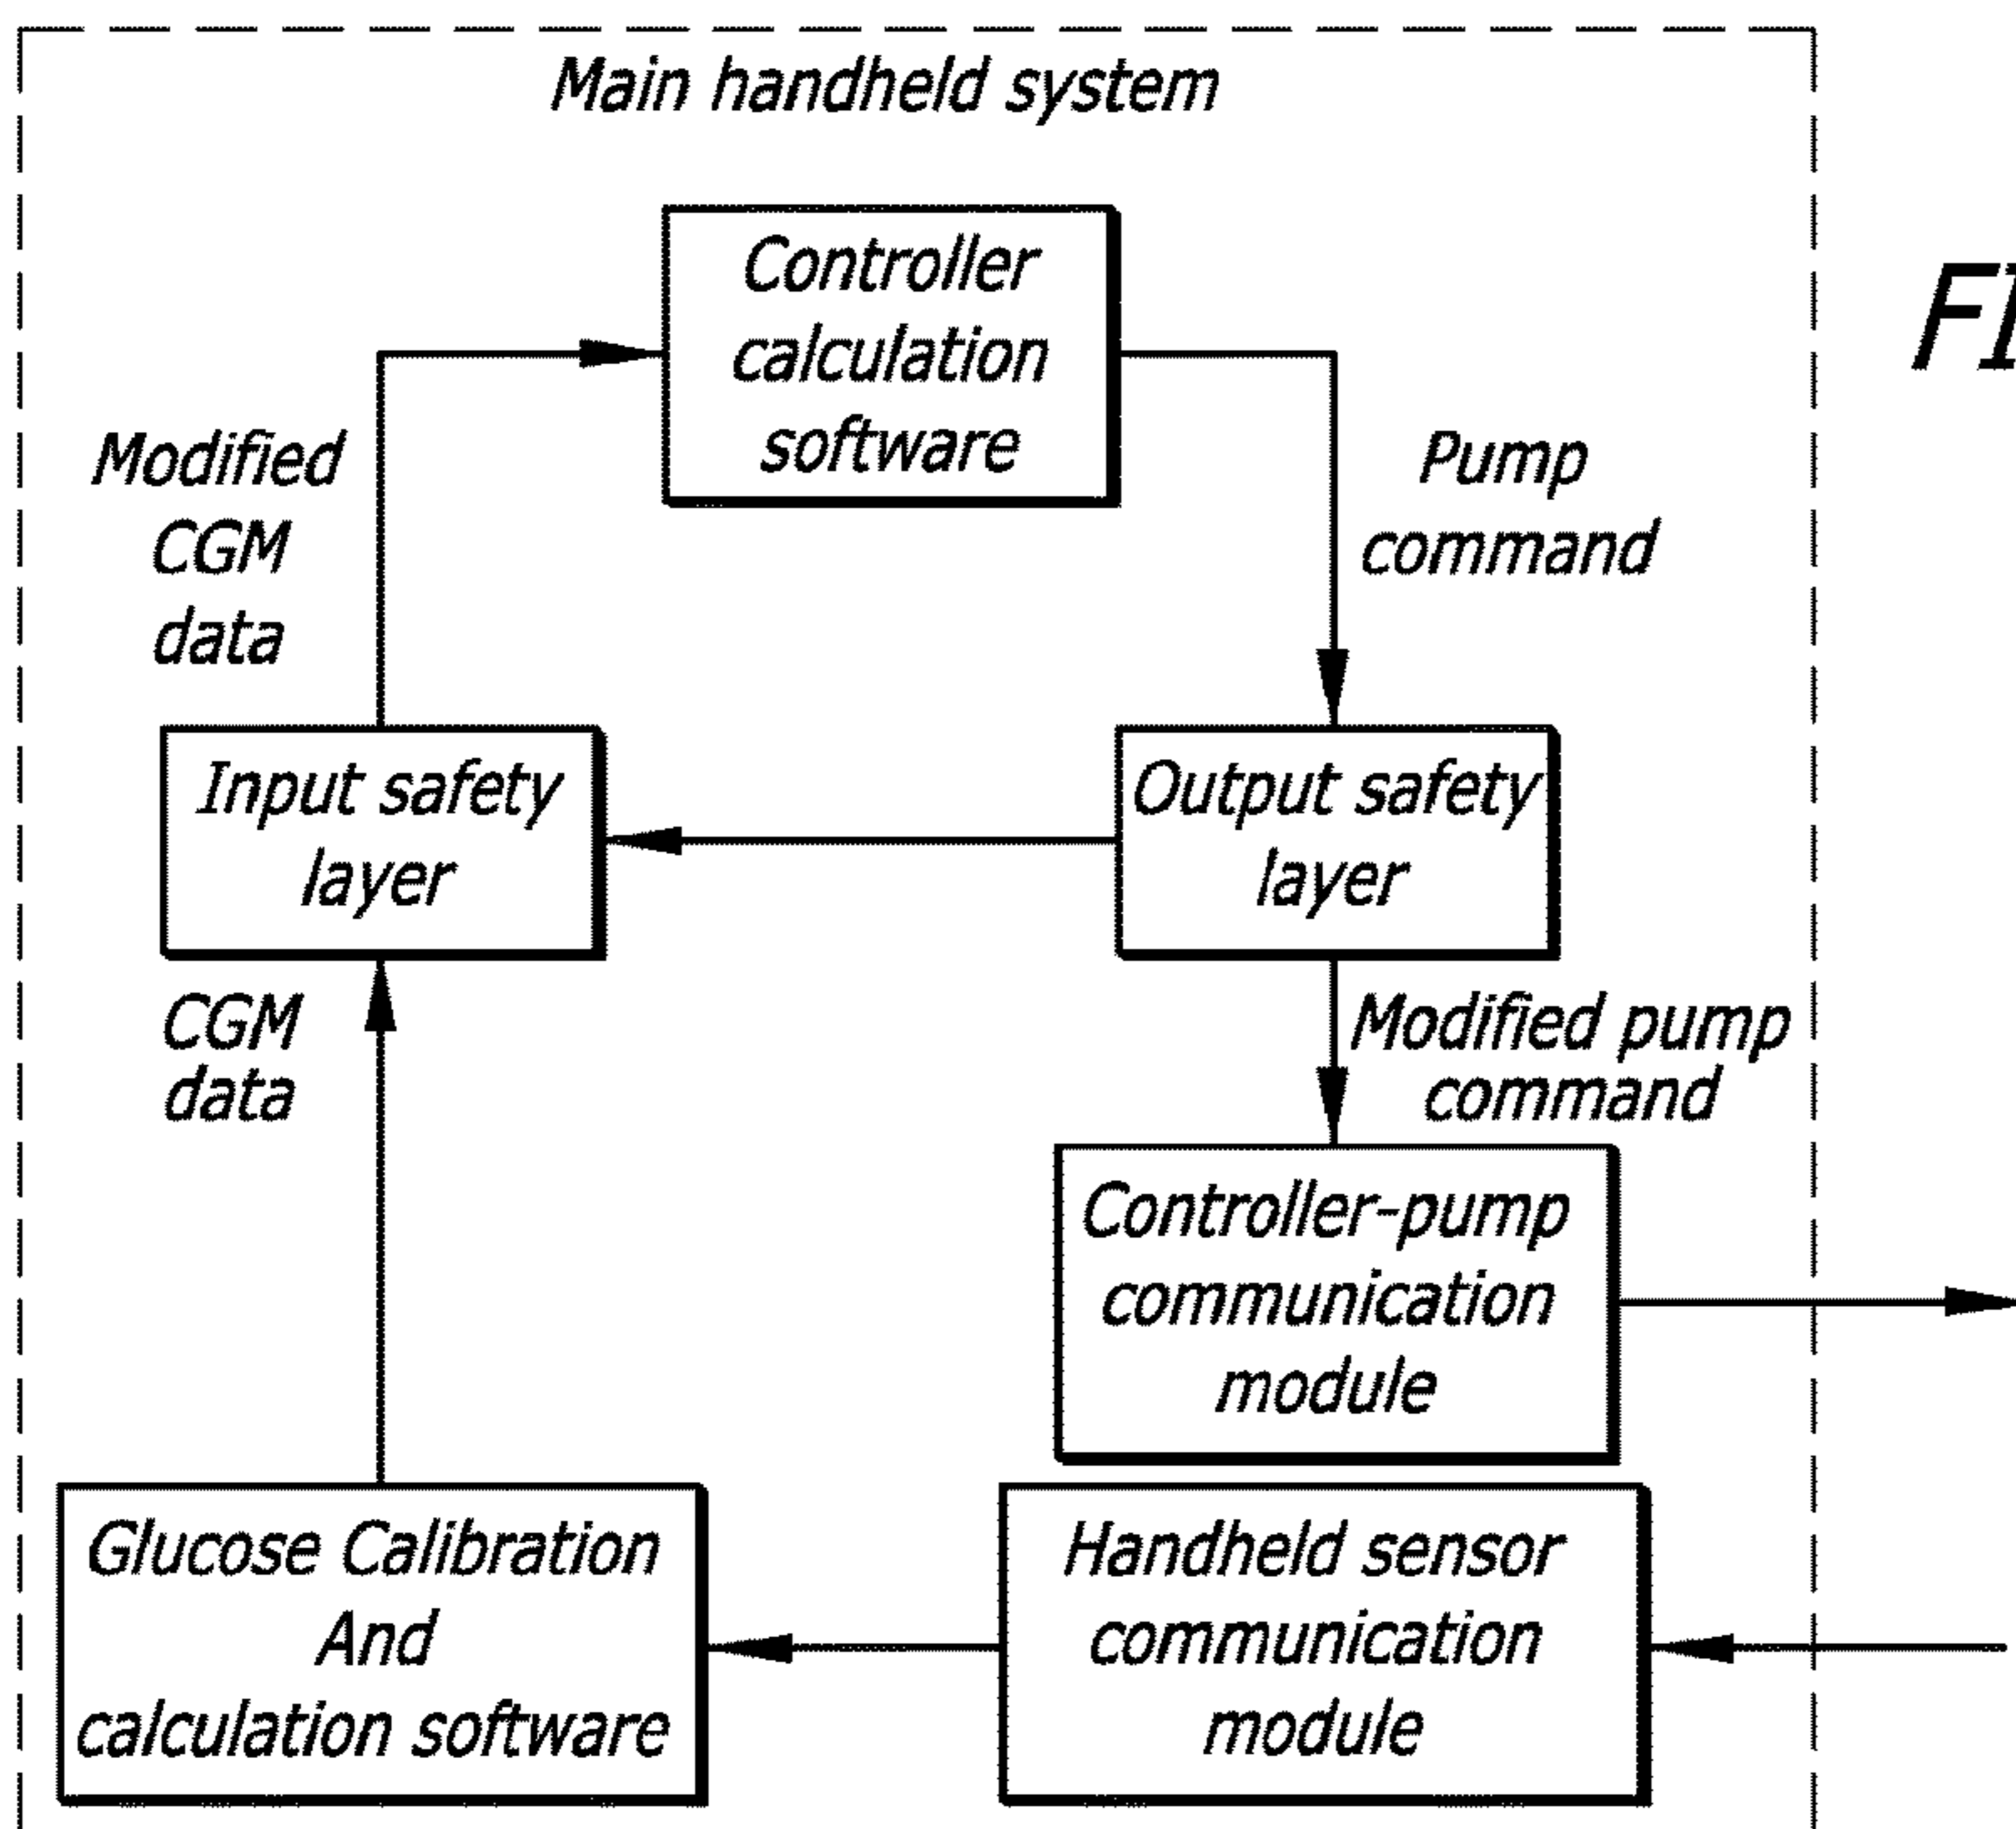 Main handheld system
Controller
calculation
software
FI
Modified
CGM
data
Pump
command
Input safety
layer
Output safety
layer
CGM
data
Modified pump
command
Controller-pump
communication
module
Glucose Calibration
And
calculation software
Handheld sensor
communication
module